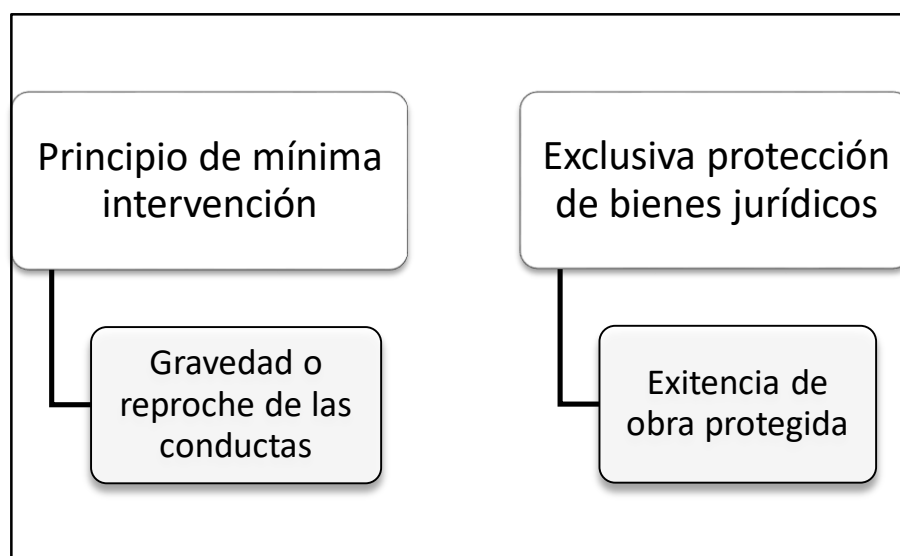 Principio de mínima
intervención
Gravedad o
reproche de las
conductas
Exclusiva protección
de bienes jurídicos
Exitencia de
obra protegida